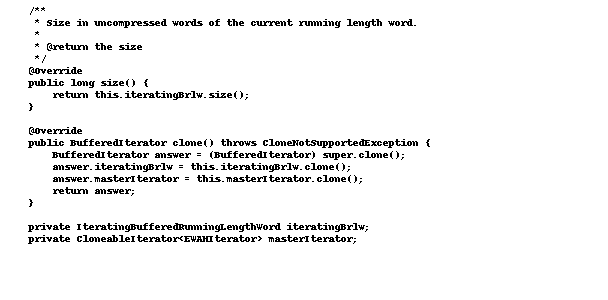 /**
 * Size in uncompressed words of the current running length word.
 *
 * @return the size
 */
@Override
public long size() {
    return this.iteratingBrlw.size();
}

@Override
public BufferedIterator clone() throws CloneNotSupportedException {
    BufferedIterator answer = (BufferedIterator) super.clone();
    answer.iteratingBrlw = this.iteratingBrlw.clone();
    answer.masterIterator = this.masterIterator.clone();
    return answer;
}

private IteratingBufferedRunningLengthWord iteratingBrlw;
private CloneableIterator<EWAHIterator> masterIterator;